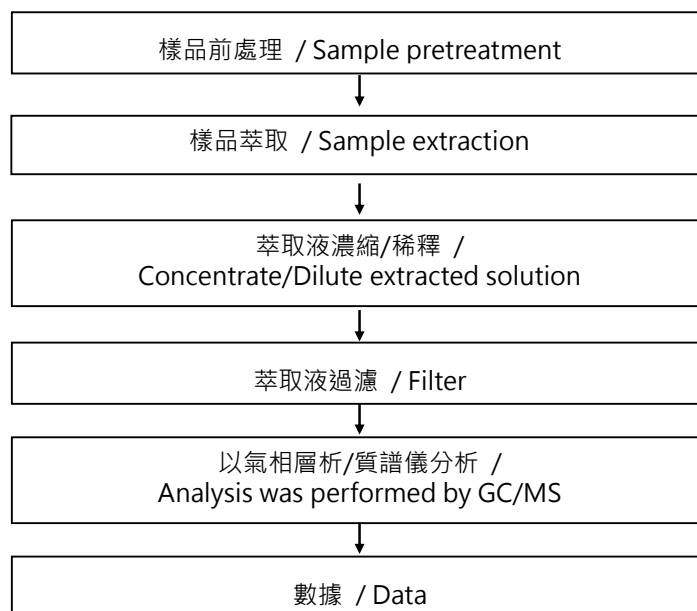 樣品前處理 / Sample pretreatment
樣品萃取 / Sample extraction
萃取液濃縮/稀釋 /
Concentrate/Dilute extracted solution
萃取液過濾 / Filter
以氣相層析/質譜儀分析 /
Analysis was performed by GC/MS
數據 / Data